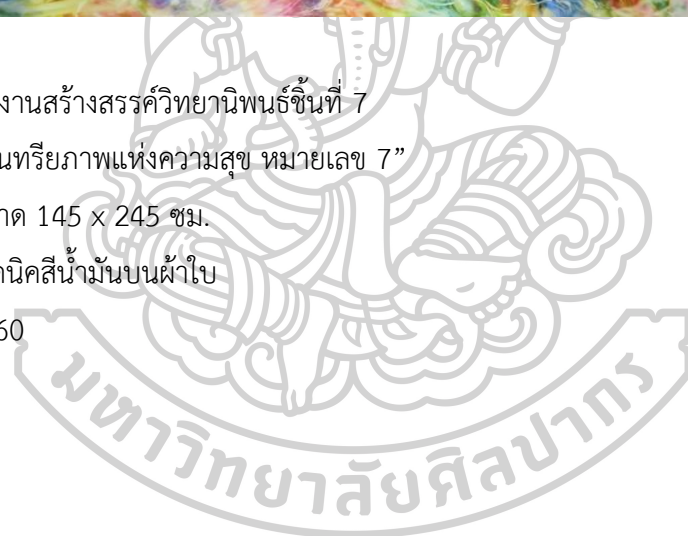 งานสร้างสรรค์วิทยานิพนธ์ชิ้นที่ 7
นทรียภาพแห่งความสุข หมายเลข 7”
าด 145 x 245 ซม.
นิคสีน้ำมันบนผ้าใบ
60
มหาวิทยาลัยศิลปากร